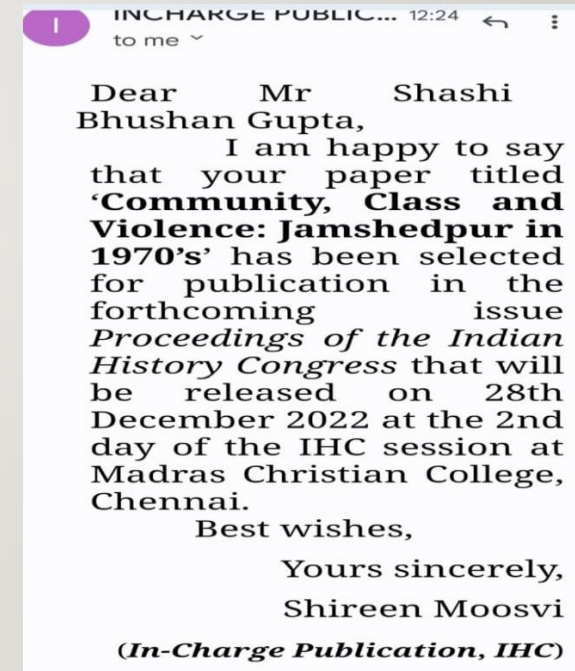 I
INCHARGE PUBLIC... 12:24
to me
Dear Mr Shashi
Bhushan Gupta,
I am happy to say
that your paper titled
‘Community, Class and
Violence: Jamshedpur in
1970’s’ has been selected
for publication in the
forthcoming issue
Proceedings of the Indian
History Congress that will
be released on 28th
December 2022 at the 2nd
day of the IHC session at
Madras Christian College,
Chennai.
Best wishes,
Yours sincerely,
Shireen Moosvi
(In-Charge Publication, IHC)